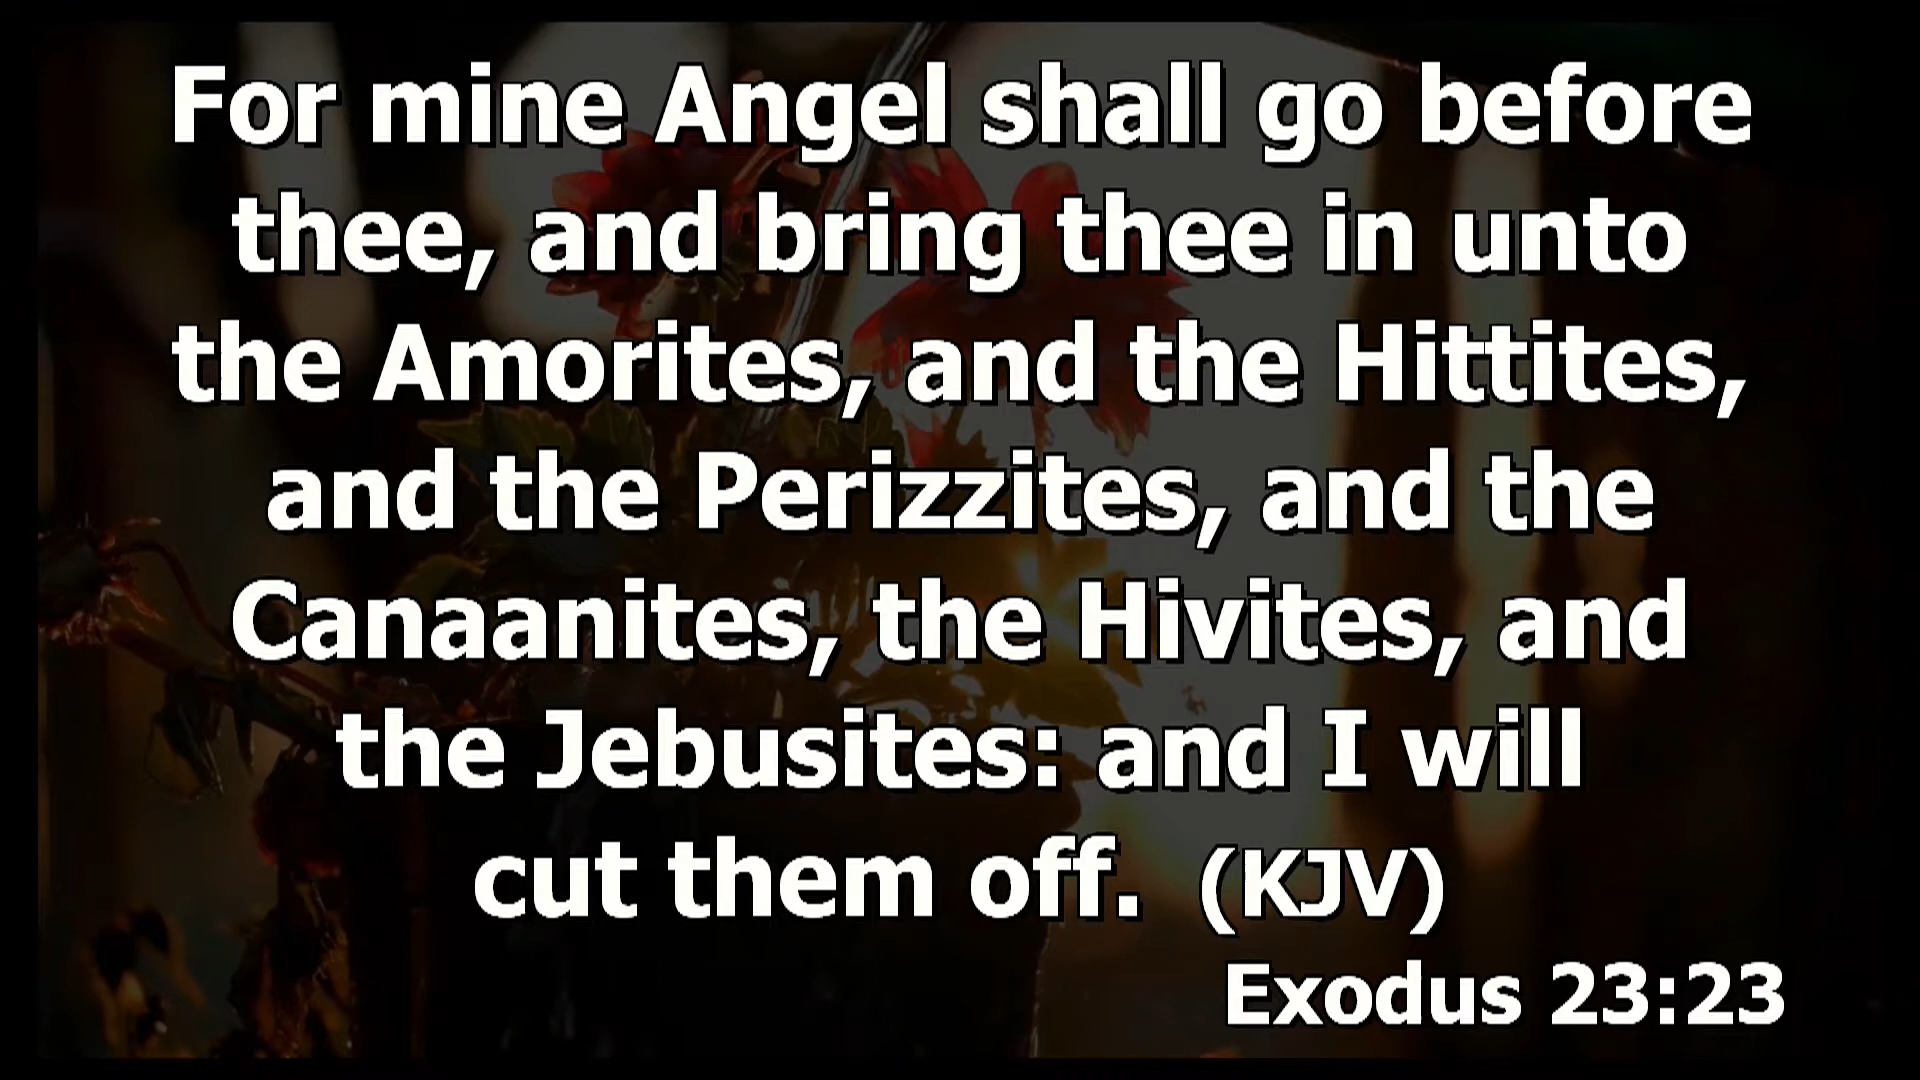 For mine Angel shall go before
thee, and bring thee in unto
the Amorites, and the Hittites,
and the Perizzites, and the
Canaanites, the Hivites, and
the Jebusites: and I will
cut them off.  (KJV)
Exodus 23:23